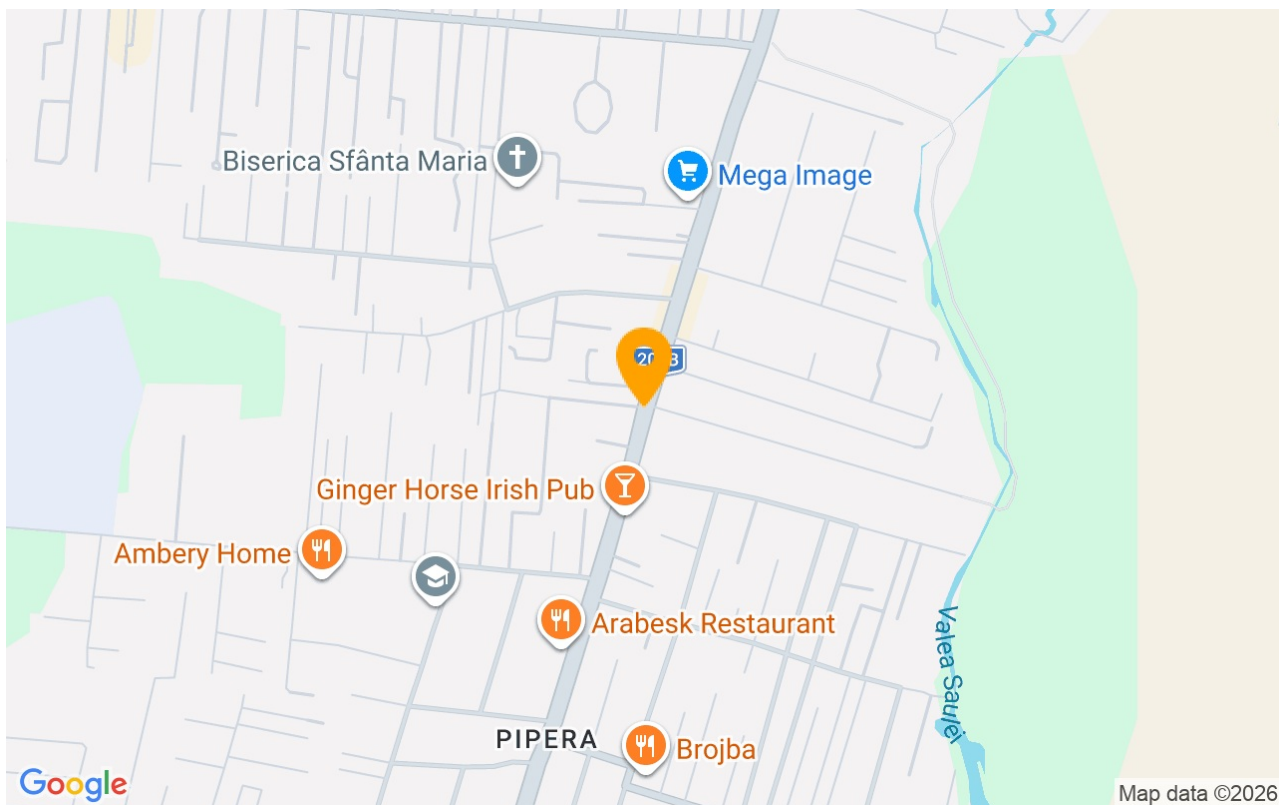 Biserica Sfânta Maria
Mega Image
Ginger Horse Irish Pub
Ambery Home
Arabesk Restaurant
Valea Saulei
PIPERA
Brojba
Google
Map data ©2026